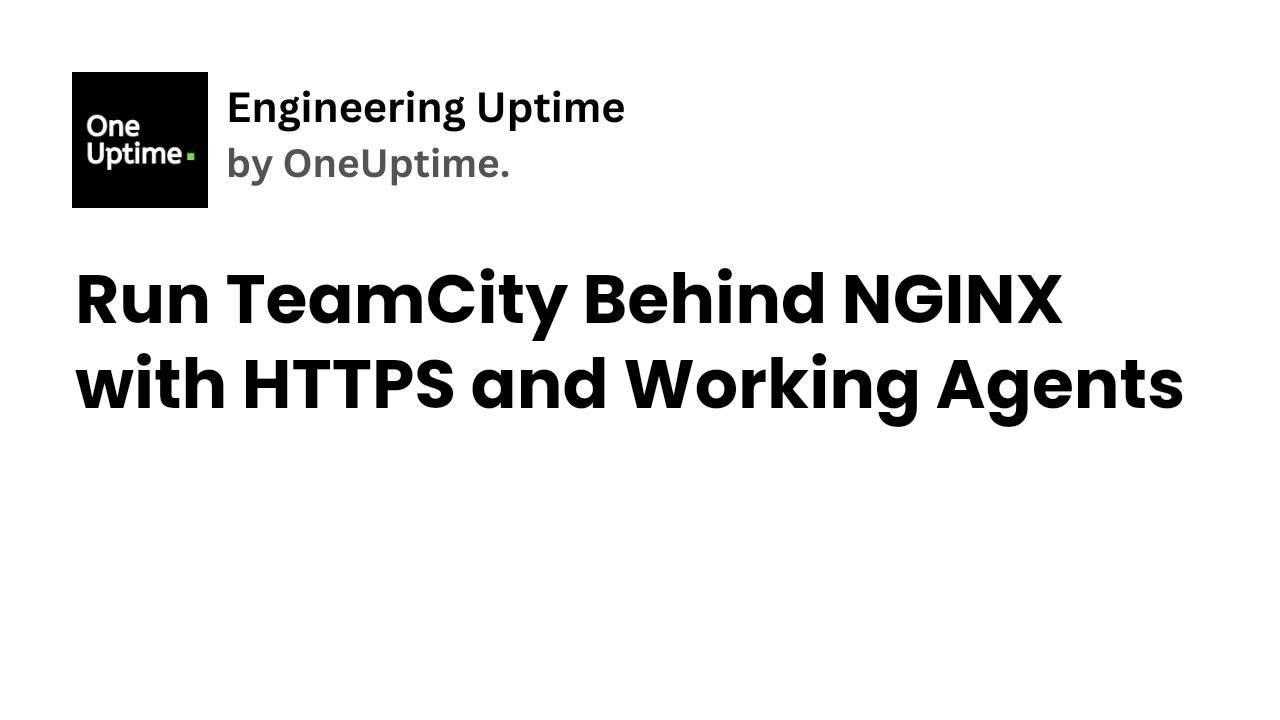 One
Uptime
Engineering Uptime
by OneUptime.
Run TeamCity Behind NGINX
with HTTPS and Working Agents